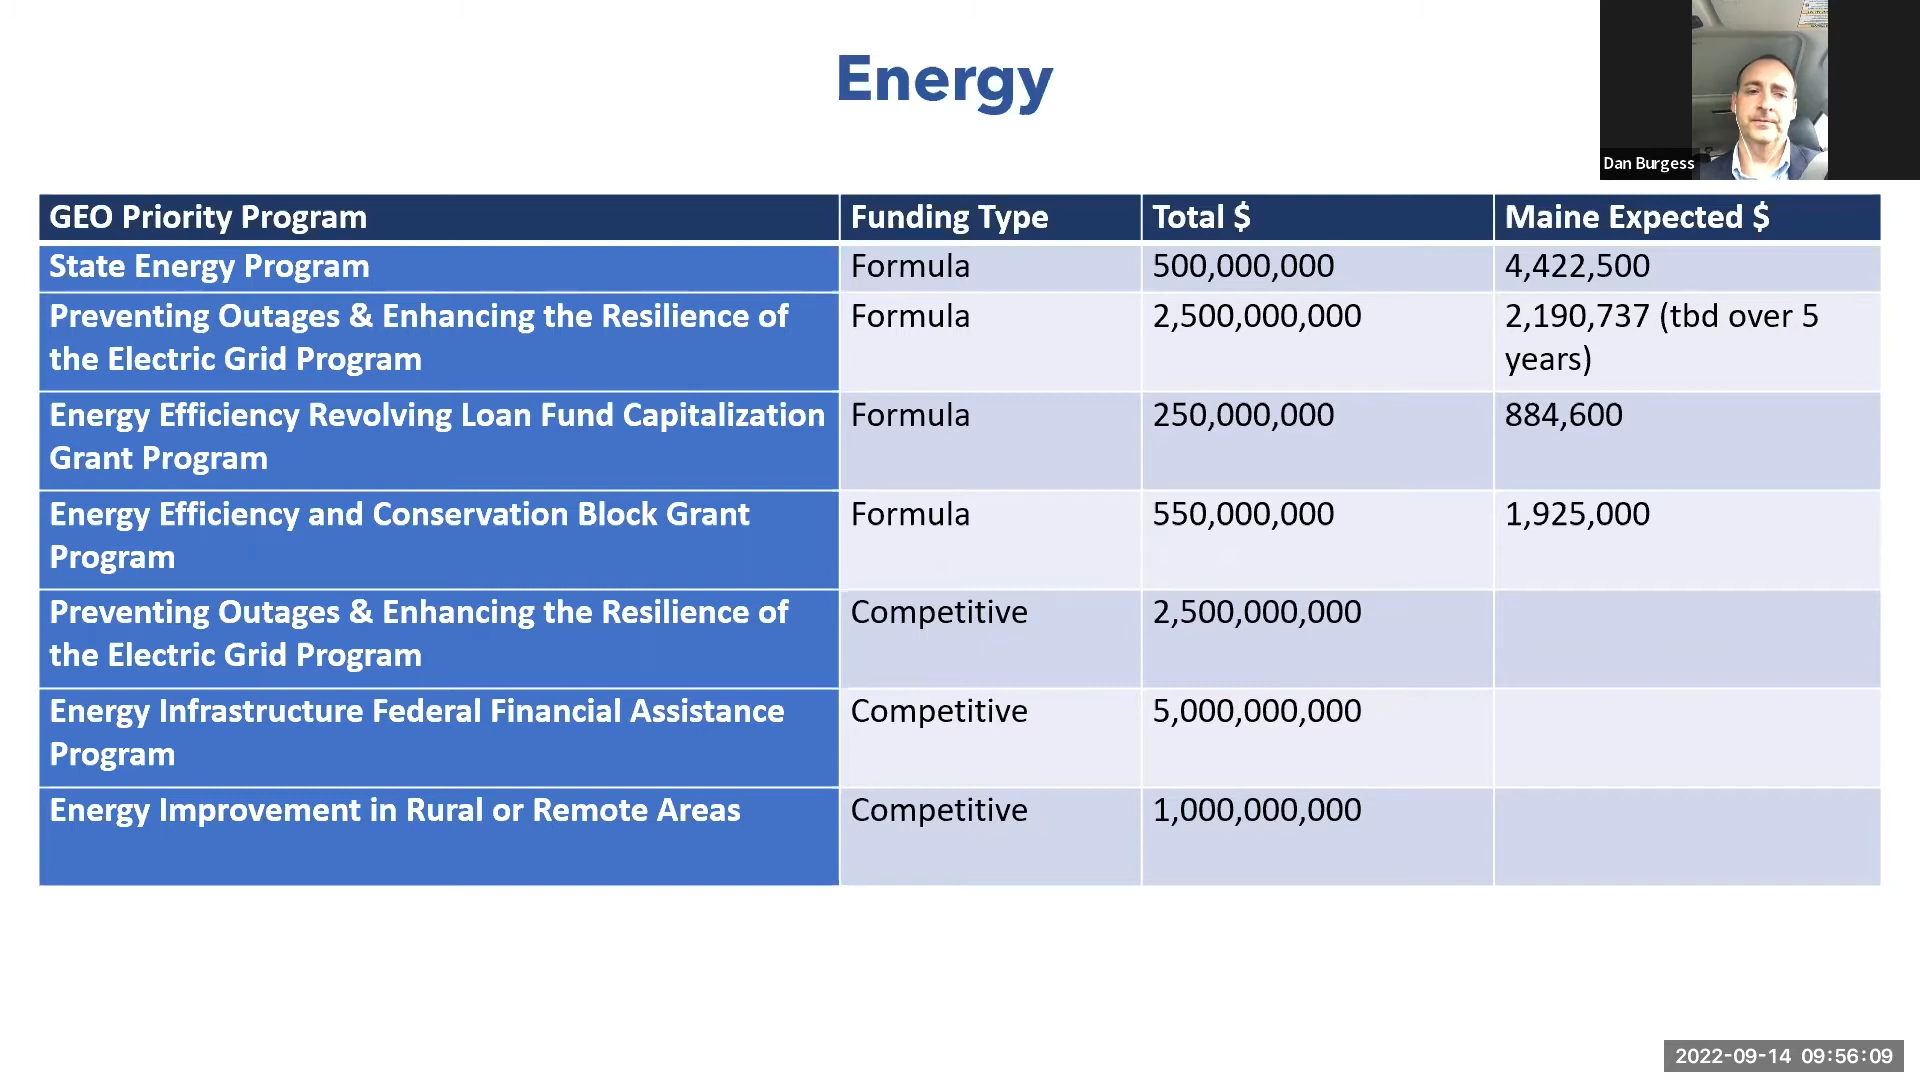 Energy
Dan Burgess
GEO Priority Program
Funding Type
Total $
Maine Expected $
State Energy Program
Formula
500,000,000
4,422,500
Preventing Outages & Enhancing the Resilience of
the Electric Grid Program
Formula
2,500,000,000
2,190,737 (tbd over 5
years)
Energy Efficiency Revolving Loan Fund Capitalization
Grant Program
Formula
250,000,000
884,600
Energy Efficiency and Conservation Block Grant
Program
Formula
550,000,000
1,925,000
Preventing Outages & Enhancing the Resilience of
the Electric Grid Program
Competitive
2,500,000,000
Energy Infrastructure Federal Financial Assistance
Program
Competitive
5,000,000,000
Energy Improvement in Rural or Remote Areas
Competitive
1,000,000,000
2022-09-14 09:56:09